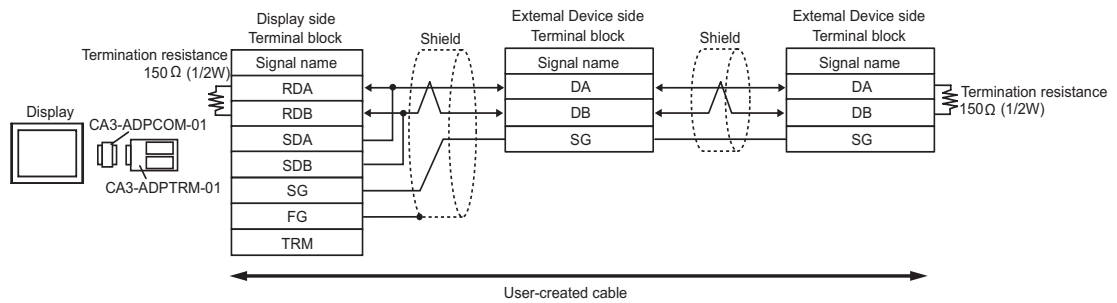 Display side
Terminal block
Shield
External Device side
Terminal block
Shield
External Device side
Terminal block
Termination resistance
150Ω (1/2W)
Signal name
RDA
RDB
SDA
SDB
SG
FG
TRM
Signal name
DA
DB
SG
Signal name
DA
DB
SG
Termination resistance
150Ω (1/2W)
Display
CA3-ADPCOM-01
CA3-ADPTRM-01
User-created cable